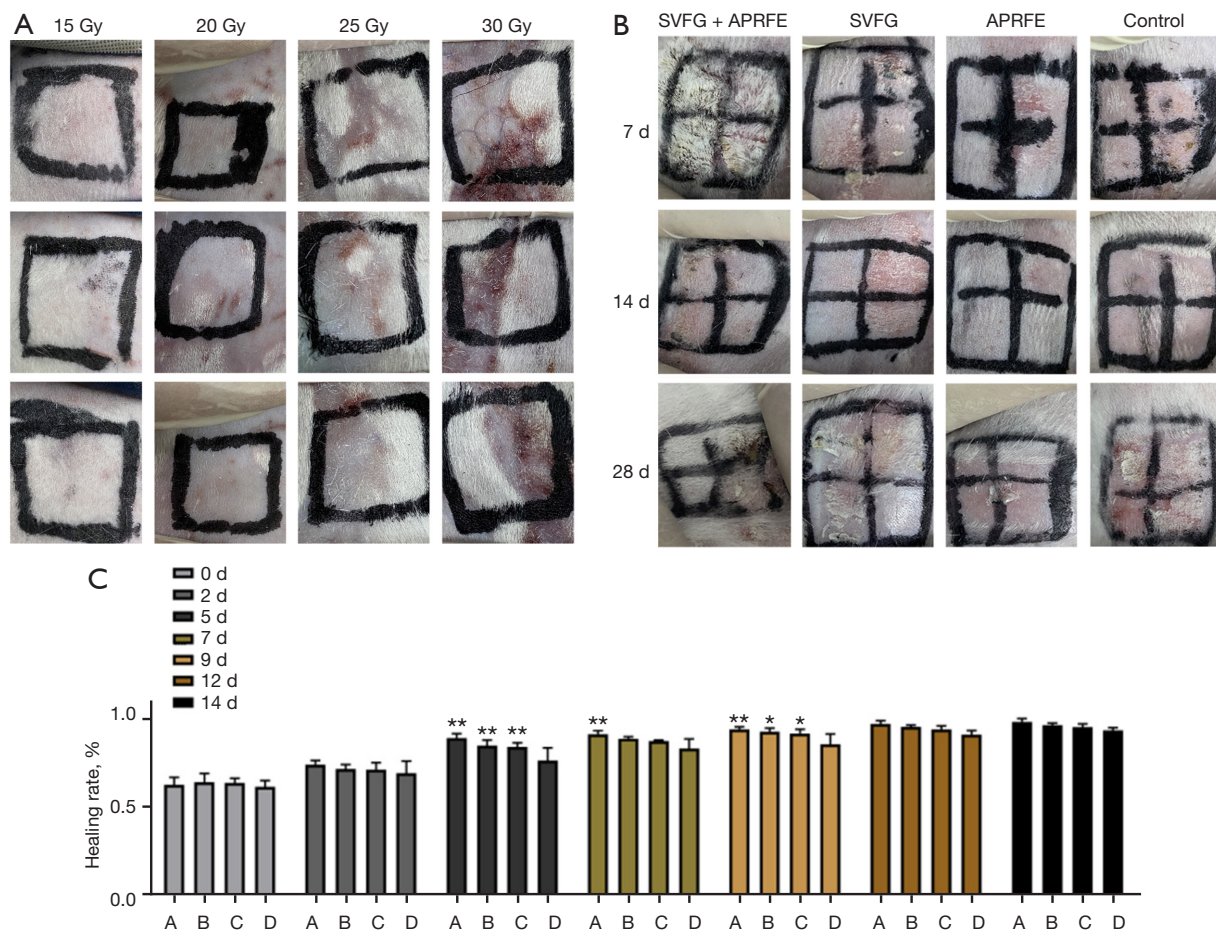 A
15 Gy 20 Gy 25 Gy 30 Gy
B
SVFG + APRFE SVFG APRFE Control
7 d
14 d
28 d
C
0 d
2 d
5 d
7 d
9 d
12 d
14 d
Healing rate, %
1.0
0.5
0.0
** ** ** ** ** * *
A B C D A B C D A B C D A B C D A B C D A B C D A B C D